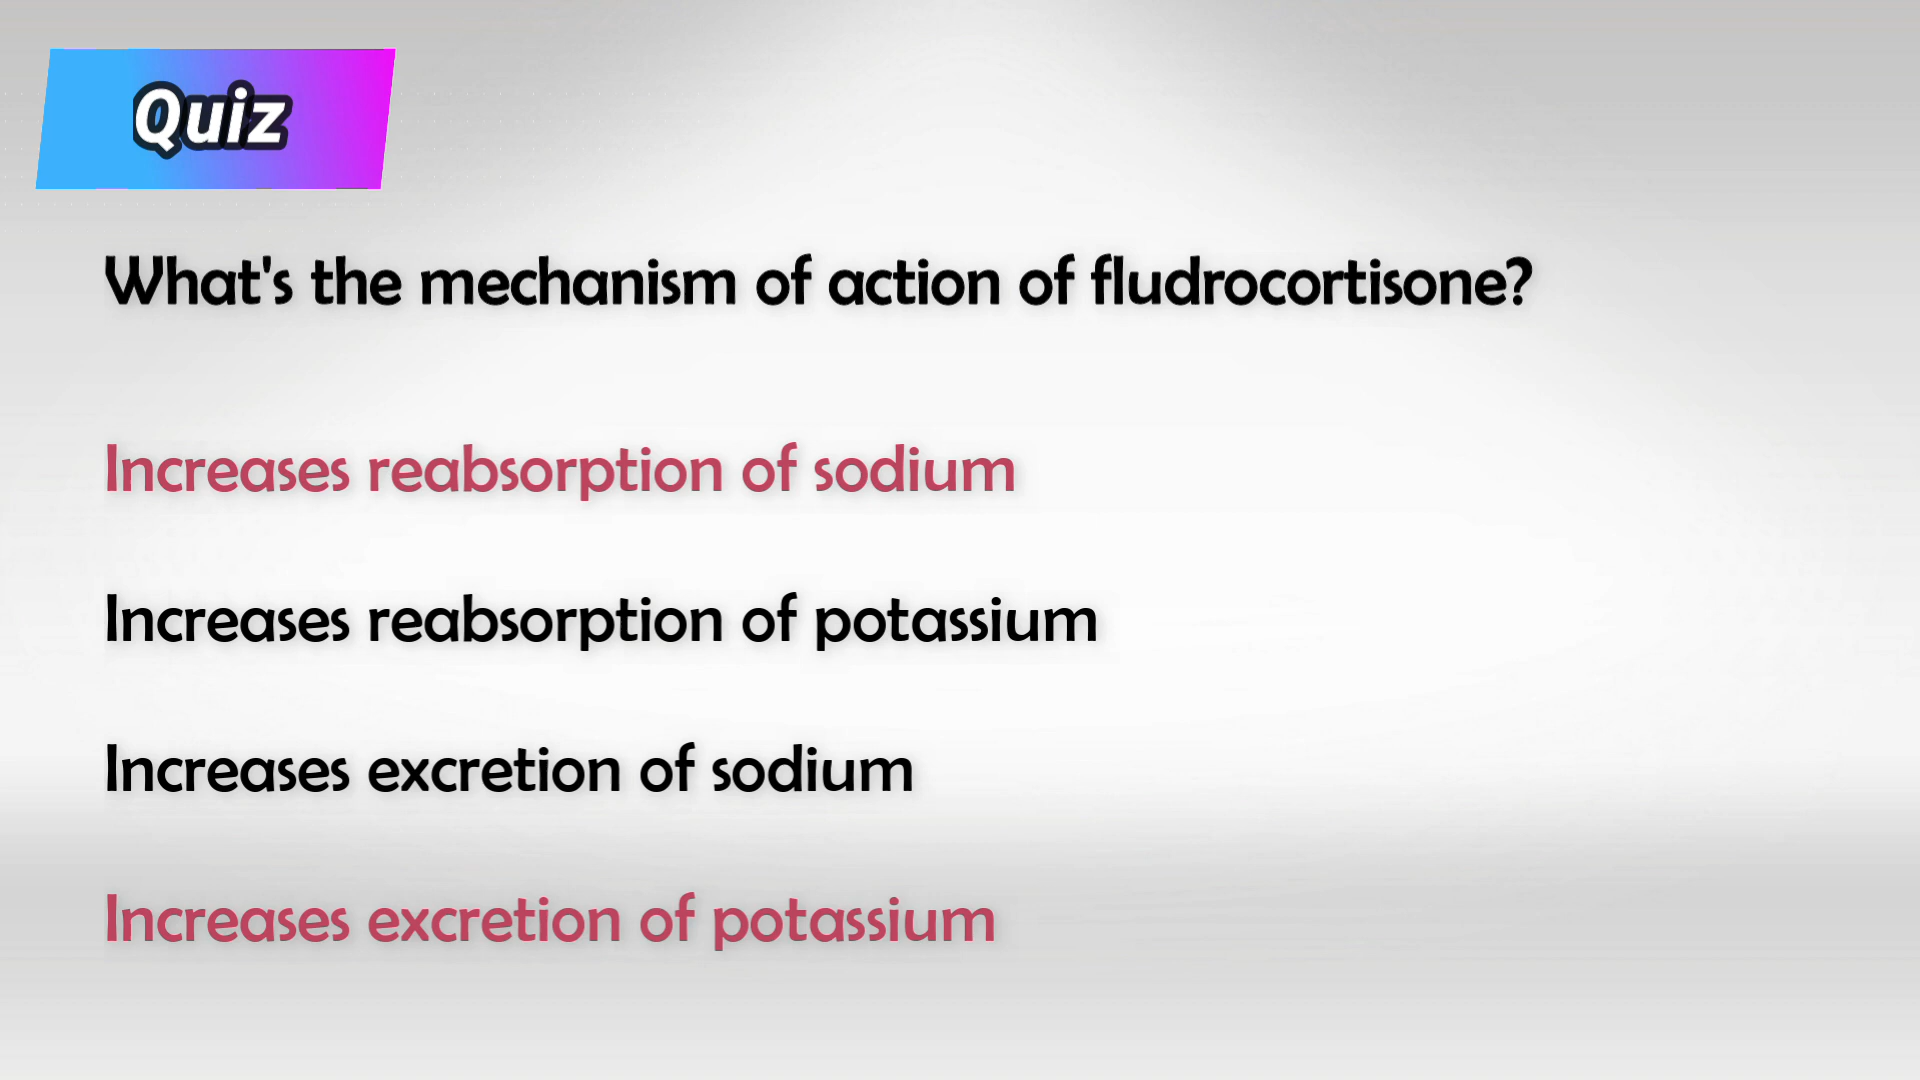 Quiz
What's the mechanism of action of fludrocortisone?
Increases reabsorption of sodium
Increases reabsorption of potassium
Increases excretion of sodium
Increases excretion of potassium